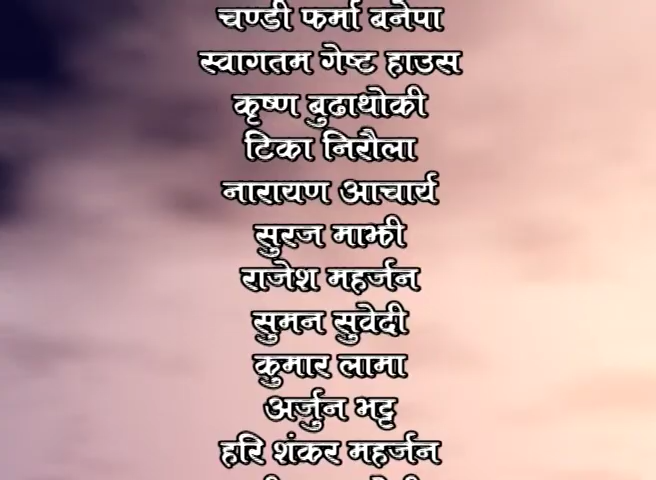 चण्डी फर्मा बनेपा
स्वागतम गेष्ट हाउस
कृष्ण बुढाथोकी
टिका निरौला
नारायण आचार्य
सुरज माझी
राजेश महर्जन
सुमन सुवेदी
कुमार लामा
अर्जुन भट्ट
हरि शंकर महर्जन